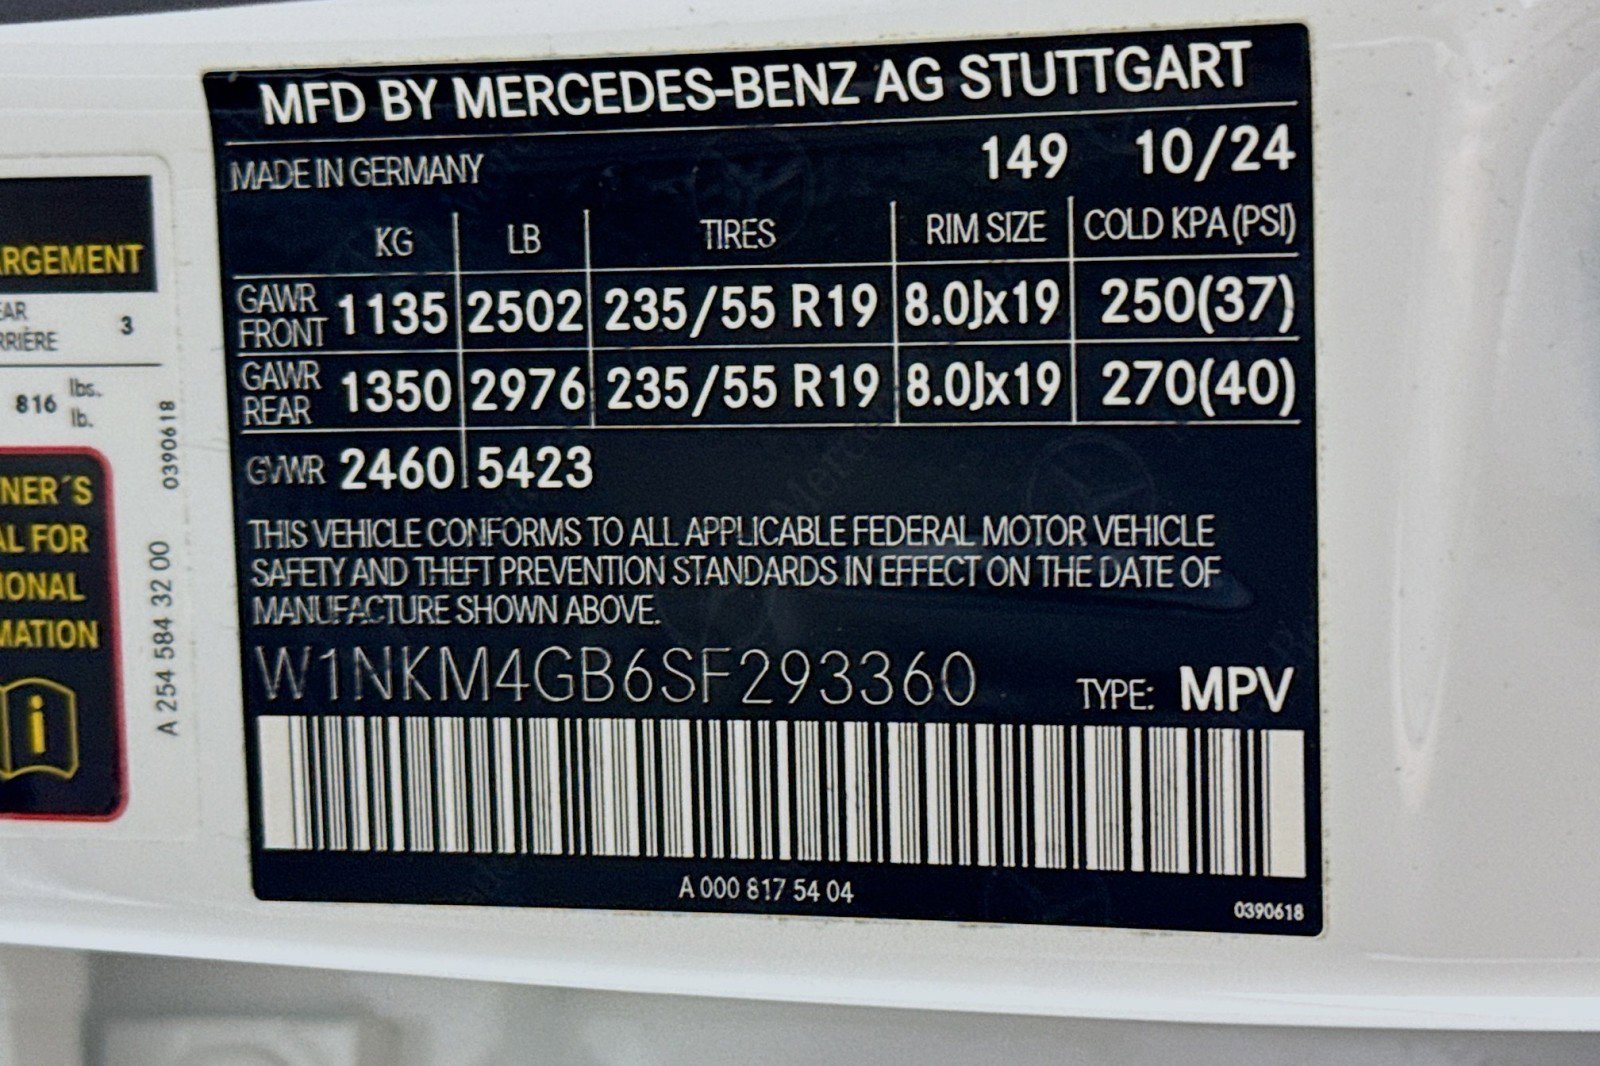 MFD BY MERCEDES-BENZ AG STUTTGART
MADE IN GERMANY 149 10/24
KG LB TIRES RIM SIZE COLD KPA (PSI)
GAWR FRONT 1135 2502 235/55 R19 8.0Jx19 250(37)
GAWR REAR 1350 2976 235/55 R19 8.0Jx19 270(40)
GVWR 2460 5423
THIS VEHICLE CONFORMS TO ALL APPLICABLE FEDERAL MOTOR VEHICLE
SAFETY AND THEFT PREVENTION STANDARDS IN EFFECT ON THE DATE OF
MANUFACTURE SHOWN ABOVE.
W1NKM4GB6SF293360 TYPE: MPV
A 000 817 54 04
0390618
ARGEMENT
EAR
RRIÈRE 3
816 lbs.
lb.
NER´S
AL FOR
IONAL
MATION
i
A 254 584 32 00 0390618